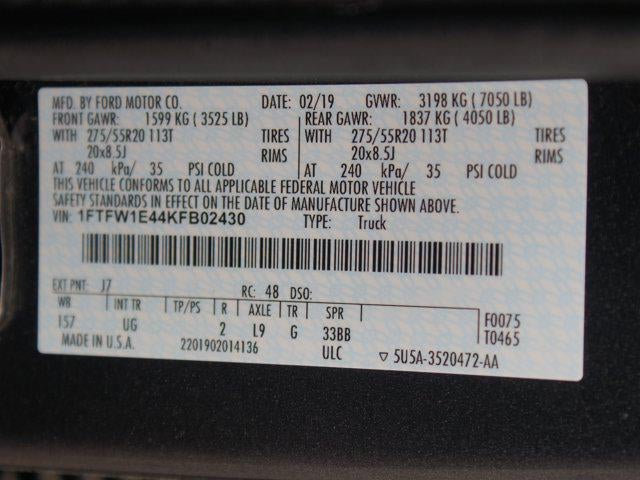 MFD. BY FORD MOTOR CO. DATE: 02/19 GVWR: 3198 KG ( 7050 LB)
FRONT GAWR: 1599 KG ( 3525 LB) REAR GAWR: 1837 KG ( 4050 LB)
WITH 275/55R20 113T TIRES WITH 275/55R20 113T TIRES
20x8.5J RIMS 20x8.5J RIMS
AT 240 kPa/ 35 PSI COLD AT 240 kPa/ 35 PSI COLD
THIS VEHICLE CONFORMS TO ALL APPLICABLE FEDERAL MOTOR VEHICLE
SAFETY STANDARDS IN EFFECT ON THE DATE OF MANUFACTURE SHOWN ABOVE.
VIN: 1FTFW1E44KFB02430 TYPE: Truck
EXT PNT: J7 RC: 48 DSO:
WB INT TR TP/PS R AXLE TR SPR F0075
157 UG 2 L9 G 33BB T0465
MADE IN U.S.A. 2201902014136 ULC ▽ 5U5A-3520472-AA